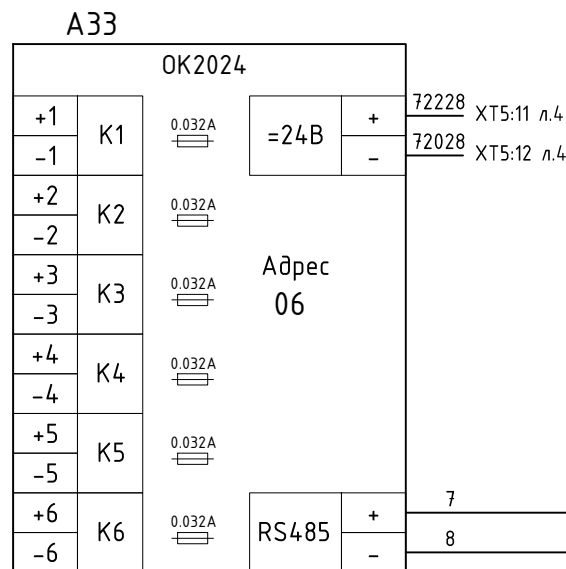 А33
ОК2024
+1 К1 0.032А =24В + 72228 ХТ5:11 л.4
-1 - 72028 ХТ5:12 л.4
+2 К2 0.032А
-2
+3 К3 0.032А Адрес
-3 06
+4 К4 0.032А
-4
+5 К5 0.032А
-5
+6 К6 0.032А RS485 + 7
-6 - 8